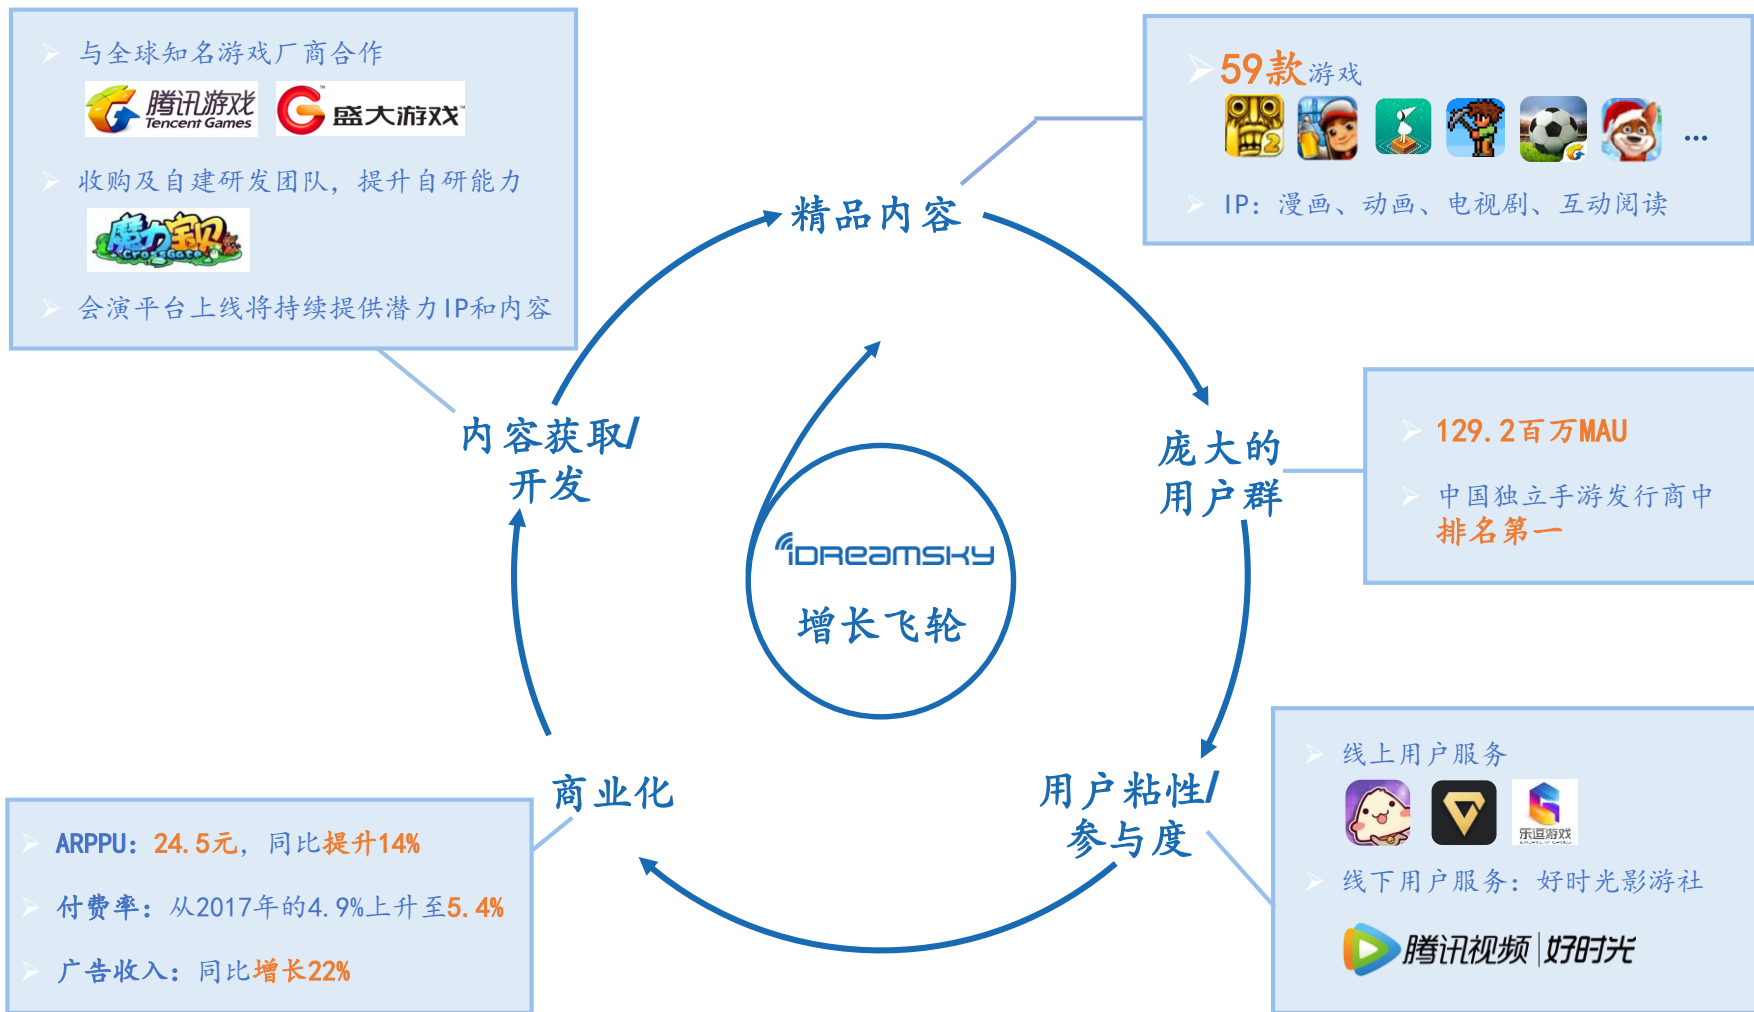 与全球知名游戏厂商合作
腾讯游戏
Tencent Games
盛大游戏
收购及自建研发团队，提升自研能力
魔力宝贝
CrossGate
会演平台上线将持续提供潜力IP和内容
59款游戏
2
...
IP：漫画、动画、电视剧、互动阅读
精品内容
内容获取/
开发
庞大的
用户群
129.2百万MAU
中国独立手游发行商中
排名第一
iDREAMSKY
增长飞轮
商业化
用户粘性/
参与度
ARPPU：24.5元，同比提升14%
付费率：从2017年的4.9%上升至5.4%
广告收入：同比增长22%
线上用户服务
乐逗游戏
线下用户服务：好时光影游社
腾讯视频|好时光